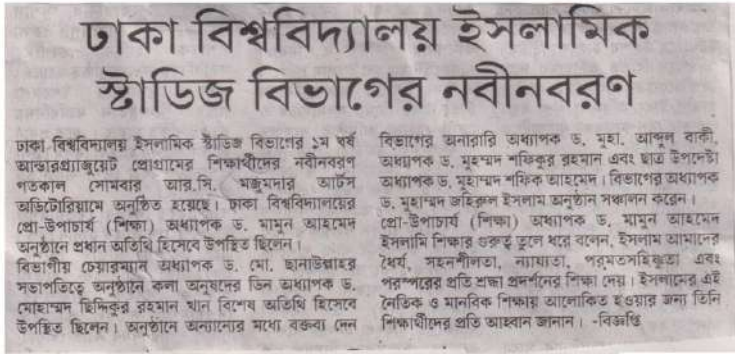 ঢাকা বিশ্ববিদ্যালয় ইসলামিক
স্টাডিজ বিভাগের নবীনবরণ
ঢাকা বিশ্ববিদ্যালয় ইসলামিক স্টাডিজ বিভাগের ১ম বর্ষ
আন্ডারগ্র্যাজুয়েট প্রোগ্রামের শিক্ষার্থীদের নবীনবরণ
গতকাল সোমবার আর.সি. মজুমদার আর্টস
অডিটোরিয়ামে অনুষ্ঠিত হয়েছে। ঢাকা বিশ্ববিদ্যালয়ের
প্রো-উপাচার্য (শিক্ষা) অধ্যাপক ড. মামুন আহমেদ
অনুষ্ঠানে প্রধান অতিথি হিসেবে উপস্থিত ছিলেন।
বিভাগীয় চেয়ারম্যান অধ্যাপক ড. মো. ছানাউল্লাহর
সভাপতিত্বে অনুষ্ঠানে কলা অনুষদের ডিন অধ্যাপক ড.
মোহাম্মদ ছিদ্দিকুর রহমান খান বিশেষ অতিথি হিসেবে
উপস্থিত ছিলেন। অনুষ্ঠানে অন্যান্যের মধ্যে বক্তব্য দেন
বিভাগের অনারারি অধ্যাপক ড. মুহা. আব্দুল বাকী,
অধ্যাপক ড. মুহম্মদ শফিকুর রহমান এবং ছাত্র উপদেষ্টা
অধ্যাপক ড. মুহাম্মদ শফিক আহমেদ। বিভাগের অধ্যাপক
ড. মুহাম্মদ জহিরুল ইসলাম অনুষ্ঠান সঞ্চালন করেন।
প্রো-উপাচার্য (শিক্ষা) অধ্যাপক ড. মামুন আহমেদ
ইসলামি শিক্ষার গুরুত্ব তুলে ধরে বলেন, ইসলাম আমাদের
ধৈর্য, সহনশীলতা, ন্যায্যতা, পরমতসহিষ্ণুতা এবং
পরস্পরের প্রতি শ্রদ্ধা প্রদর্শনের শিক্ষা দেয়। ইসলামের এই
নৈতিক ও মানবিক শিক্ষায় আলোকিত হওয়ার জন্য তিনি
শিক্ষার্থীদের প্রতি আহ্বান জানান। -বিজ্ঞপ্তি